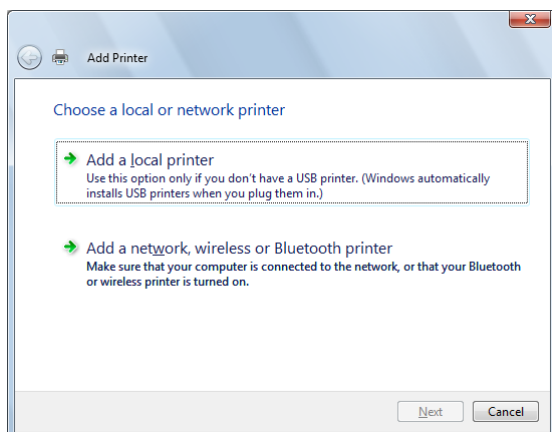 Add Printer
Choose a local or network printer
Add a local printer
Use this option only if you don't have a USB printer. (Windows automatically
installs USB printers when you plug them in.)
Add a network, wireless or Bluetooth printer
Make sure that your computer is connected to the network, or that your Bluetooth
or wireless printer is turned on.
Next Cancel